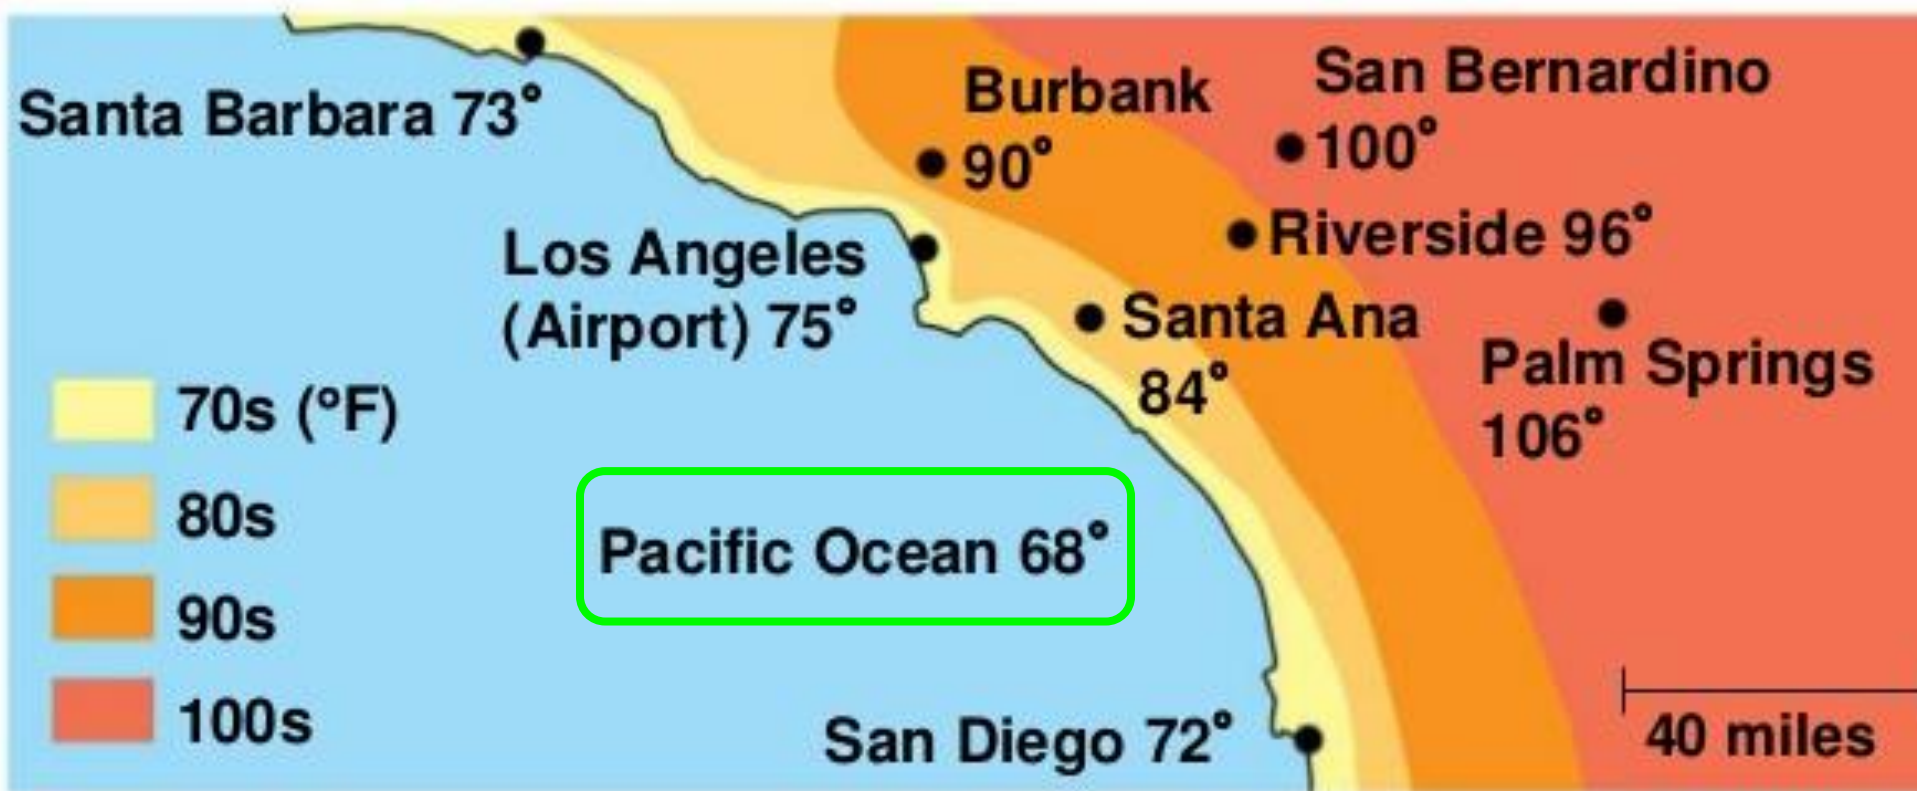 Santa Barbara 73°
Burbank
90°
San Bernardino
100°
Los Angeles
(Airport) 75°
Riverside 96°
Santa Ana
84°
Palm Springs
106°
70s (°F)
80s
90s
100s
Pacific Ocean 68°
San Diego 72°
40 miles